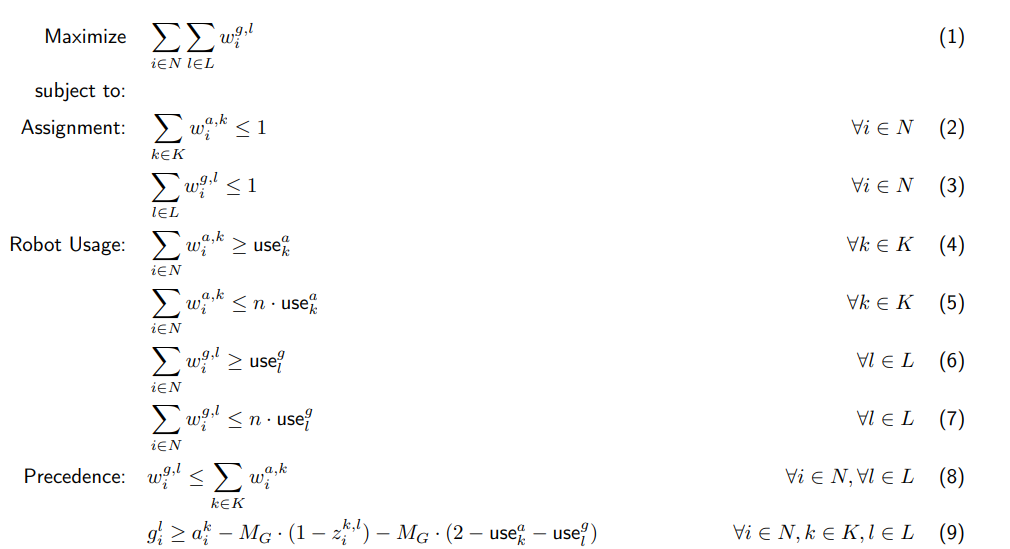 Maximize ∑_{i∈N} ∑_{l∈L} w_i^{g,l} (1)
subject to:
Assignment: ∑_{k∈K} w_i^{a,k} ≤ 1 ∀i ∈ N (2)
∑_{l∈L} w_i^{g,l} ≤ 1 ∀i ∈ N (3)
Robot Usage: ∑_{i∈N} w_i^{a,k} ≥ use_k^a ∀k ∈ K (4)
∑_{i∈N} w_i^{a,k} ≤ n · use_k^a ∀k ∈ K (5)
∑_{i∈N} w_i^{g,l} ≥ use_l^g ∀l ∈ L (6)
∑_{i∈N} w_i^{g,l} ≤ n · use_l^g ∀l ∈ L (7)
Precedence: w_i^{g,l} ≤ ∑_{k∈K} w_i^{a,k} ∀i ∈ N, ∀l ∈ L (8)
g_i^l ≥ a_i^k − M_G · (1 − z_i^{k,l}) − M_G · (2 − use_k^a − use_l^g) ∀i ∈ N, k ∈ K, l ∈ L (9)